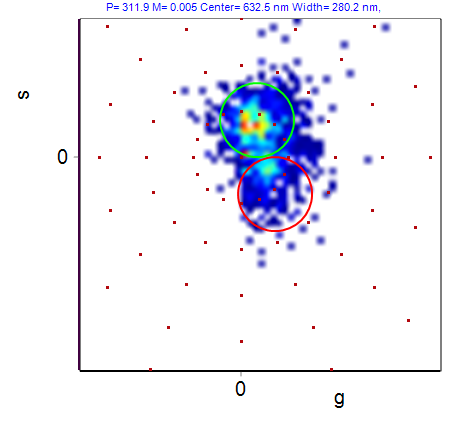 P= 311.9 M= 0.005 Center= 632.5 nm Width= 280.2 nm,
s
0
0
g